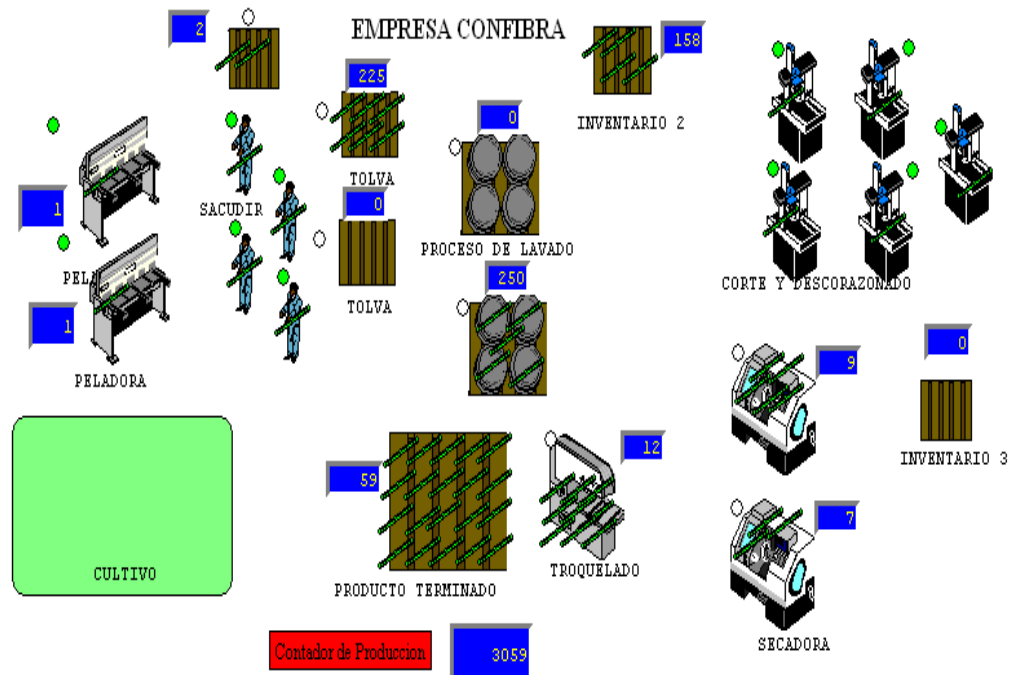 EMPRESA CONFIBRA
2
158
225
INVENTARIO 2
0
TOLVA
1
SACUDIR
0
PROCESO DE LAVADO
PELA
250
CORTE Y DESCORAZONADO
TOLVA
1
PELADORA
9
0
INVENTARIO 3
59
12
7
CULTIVO
TROQUELADO
PRODUCTO TERMINADO
SECADORA
Contador de Produccion
3059